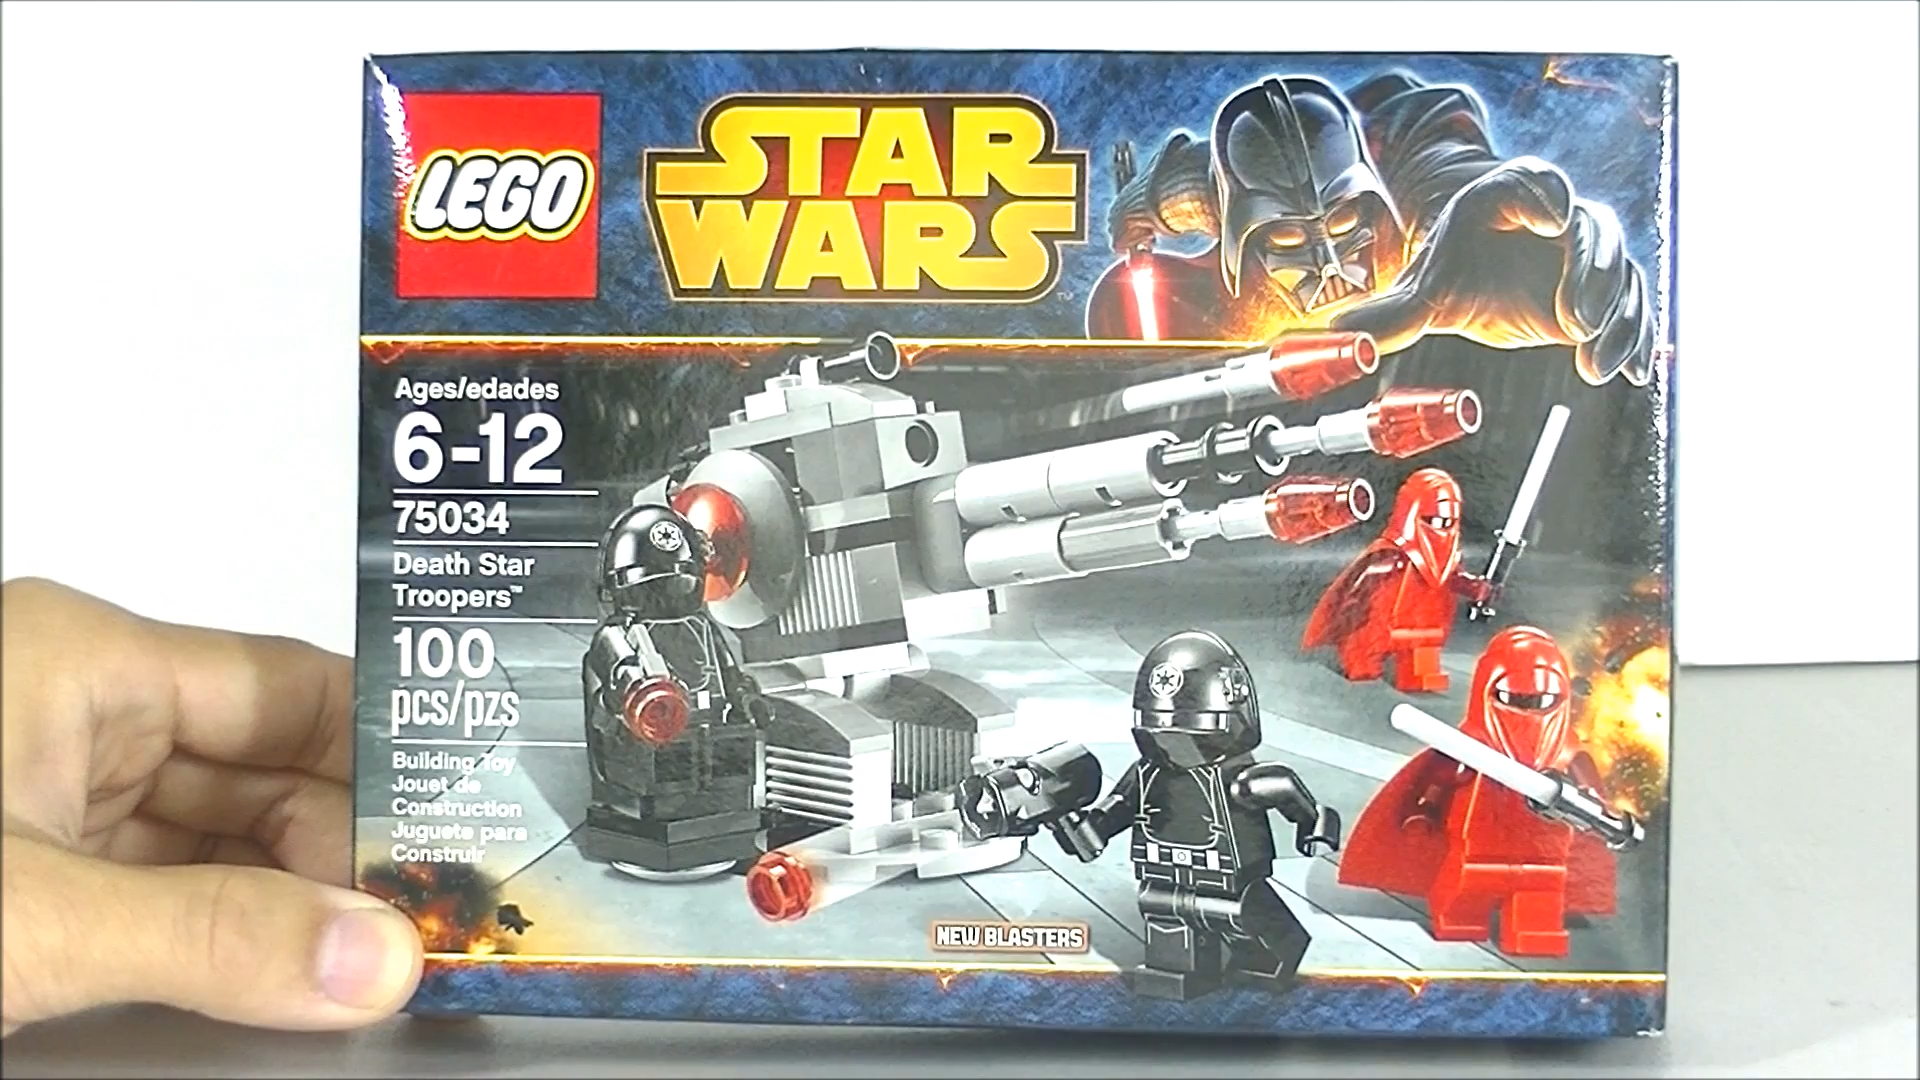 LEGO
STAR
WARS
TM
Ages/edades
6-12
75034
Death Star
Troopers™
100
pcs/pzs
Building Toy
Jouet de
Construction
Juguete para
Construir
NEW BLASTERS